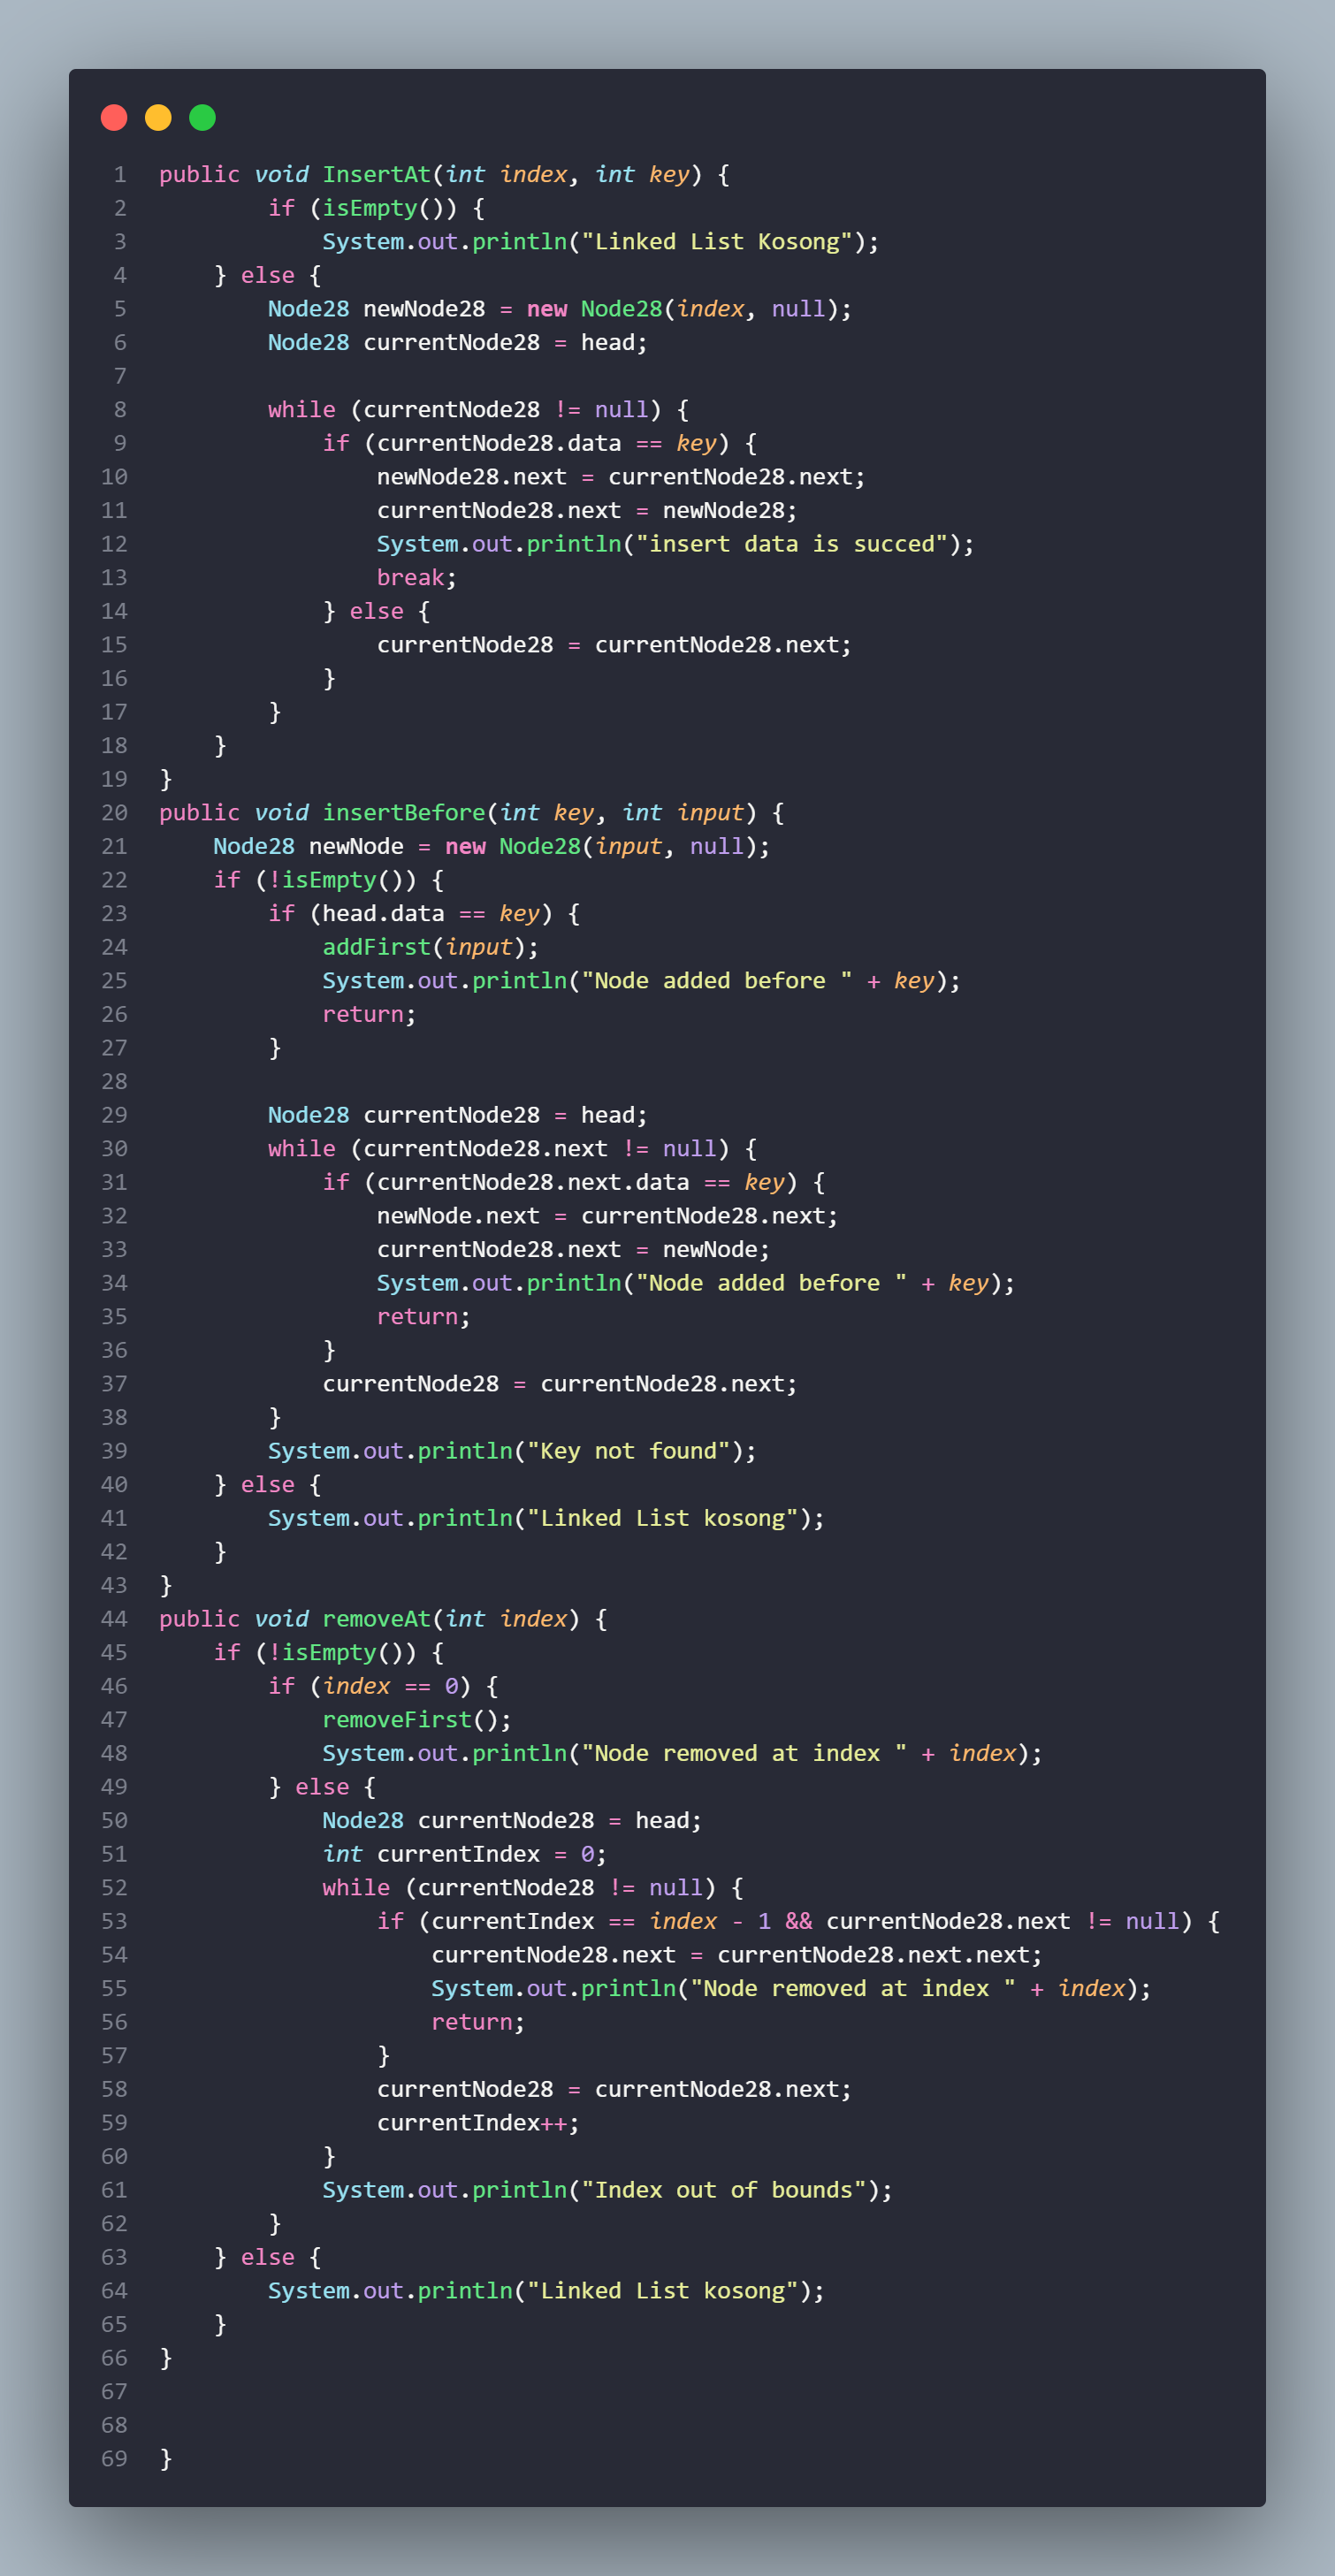 1 public void InsertAt(int index, int key) {
2         if (isEmpty()) {
3             System.out.println("Linked List Kosong");
4     } else {
5         Node28 newNode28 = new Node28(index, null);
6         Node28 currentNode28 = head;
7
8         while (currentNode28 != null) {
9             if (currentNode28.data == key) {
10                 newNode28.next = currentNode28.next;
11                 currentNode28.next = newNode28;
12                 System.out.println("insert data is succed");
13                 break;
14             } else {
15                 currentNode28 = currentNode28.next;
16             }
17         }
18     }
19 }
20 public void insertBefore(int key, int input) {
21     Node28 newNode = new Node28(input, null);
22     if (!isEmpty()) {
23         if (head.data == key) {
24             addFirst(input);
25             System.out.println("Node added before " + key);
26             return;
27         }
28
29         Node28 currentNode28 = head;
30         while (currentNode28.next != null) {
31             if (currentNode28.next.data == key) {
32                 newNode.next = currentNode28.next;
33                 currentNode28.next = newNode;
34                 System.out.println("Node added before " + key);
35                 return;
36             }
37             currentNode28 = currentNode28.next;
38         }
39         System.out.println("Key not found");
40     } else {
41         System.out.println("Linked List kosong");
42     }
43 }
44 public void removeAt(int index) {
45     if (!isEmpty()) {
46         if (index == 0) {
47             removeFirst();
48             System.out.println("Node removed at index " + index);
49         } else {
50             Node28 currentNode28 = head;
51             int currentIndex = 0;
52             while (currentNode28 != null) {
53                 if (currentIndex == index - 1 && currentNode28.next != null) {
54                     currentNode28.next = currentNode28.next.next;
55                     System.out.println("Node removed at index " + index);
56                     return;
57                 }
58                 currentNode28 = currentNode28.next;
59                 currentIndex++;
60             }
61             System.out.println("Index out of bounds");
62         }
63     } else {
64         System.out.println("Linked List kosong");
65     }
66 }
67
68
69 }